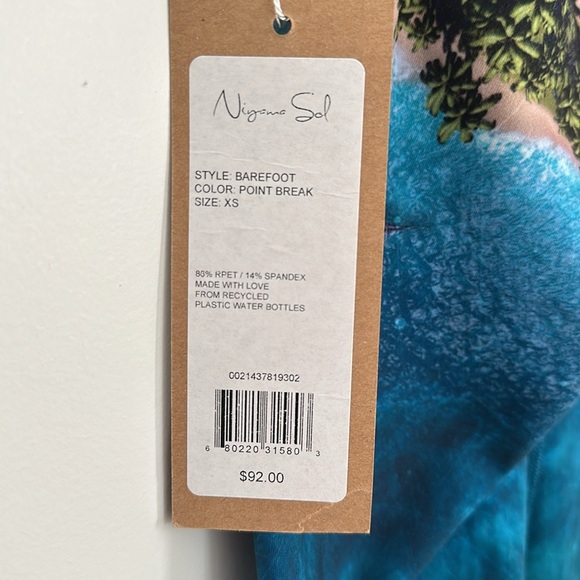 Niyama Sol
STYLE: BAREFOOT
COLOR: POINT BREAK
SIZE: XS
86% RPET / 14% SPANDEX
MADE WITH LOVE
FROM RECYCLED
PLASTIC WATER BOTTLES
0021437819302
6 80220 31580 3
$92.00